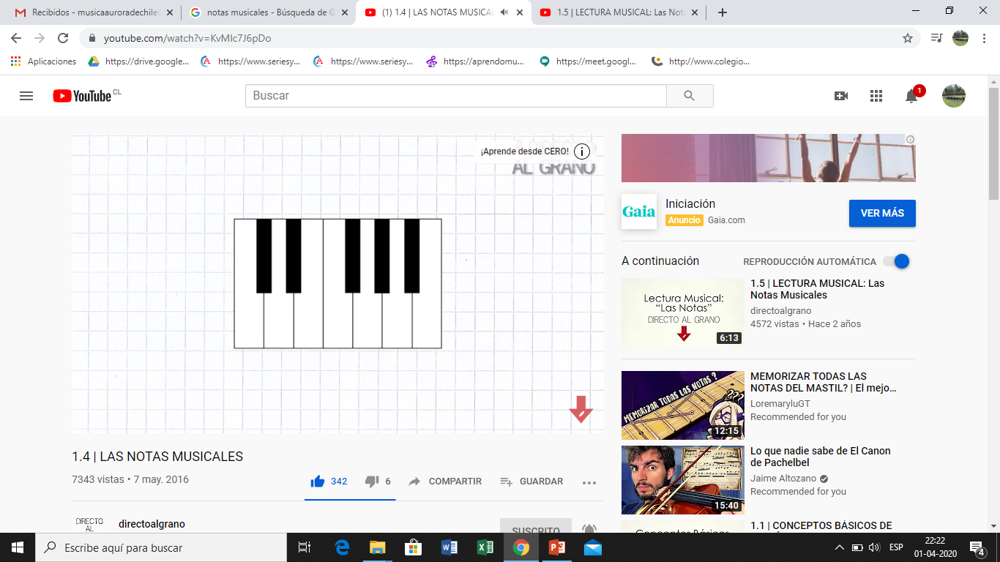 Recibidos - musicaauroradechile
notas musicales - Búsqueda de G
(1) 1.4 | LAS NOTAS MUSICAL
1.5 | LECTURA MUSICAL: Las Nota
youtube.com/watch?v=KvMIc7J6pDo
Aplicaciones
https://drive.google...
https://www.seriesy...
https://www.seriesy...
https://aprendomu...
https://meet.googl...
http://www.colegio...
YouTube CL
Buscar
1
¡Aprende desde CERO!
AL GRANO
Gaia
Iniciación
Anuncio Gaia.com
VER MÁS
A continuación
REPRODUCCIÓN AUTOMÁTICA
Lectura Musical:
"Las Notas"
DIRECTO AL GRANO
6:13
1.5 | LECTURA MUSICAL: Las
Notas Musicales
directoalgrano
4572 vistas • Hace 2 años
MEMORIZAR TODAS LAS NOTAS ?
???
12:15
MEMORIZAR TODAS LAS
NOTAS DEL MASTIL? | El mejo...
LoremaryluGT
Recommended for you
15:40
Lo que nadie sabe de El Canon
de Pachelbel
Jaime Altozano
Recommended for you
Conceptos Básicos
1.1 | CONCEPTOS BÁSICOS DE
1.4 | LAS NOTAS MUSICALES
7343 vistas • 7 may. 2016
342
6
COMPARTIR
GUARDAR
DIRECTO
AL
directoalgrano
SUSCRITO
Escribe aquí para buscar
ESP
22:22
01-04-2020
4